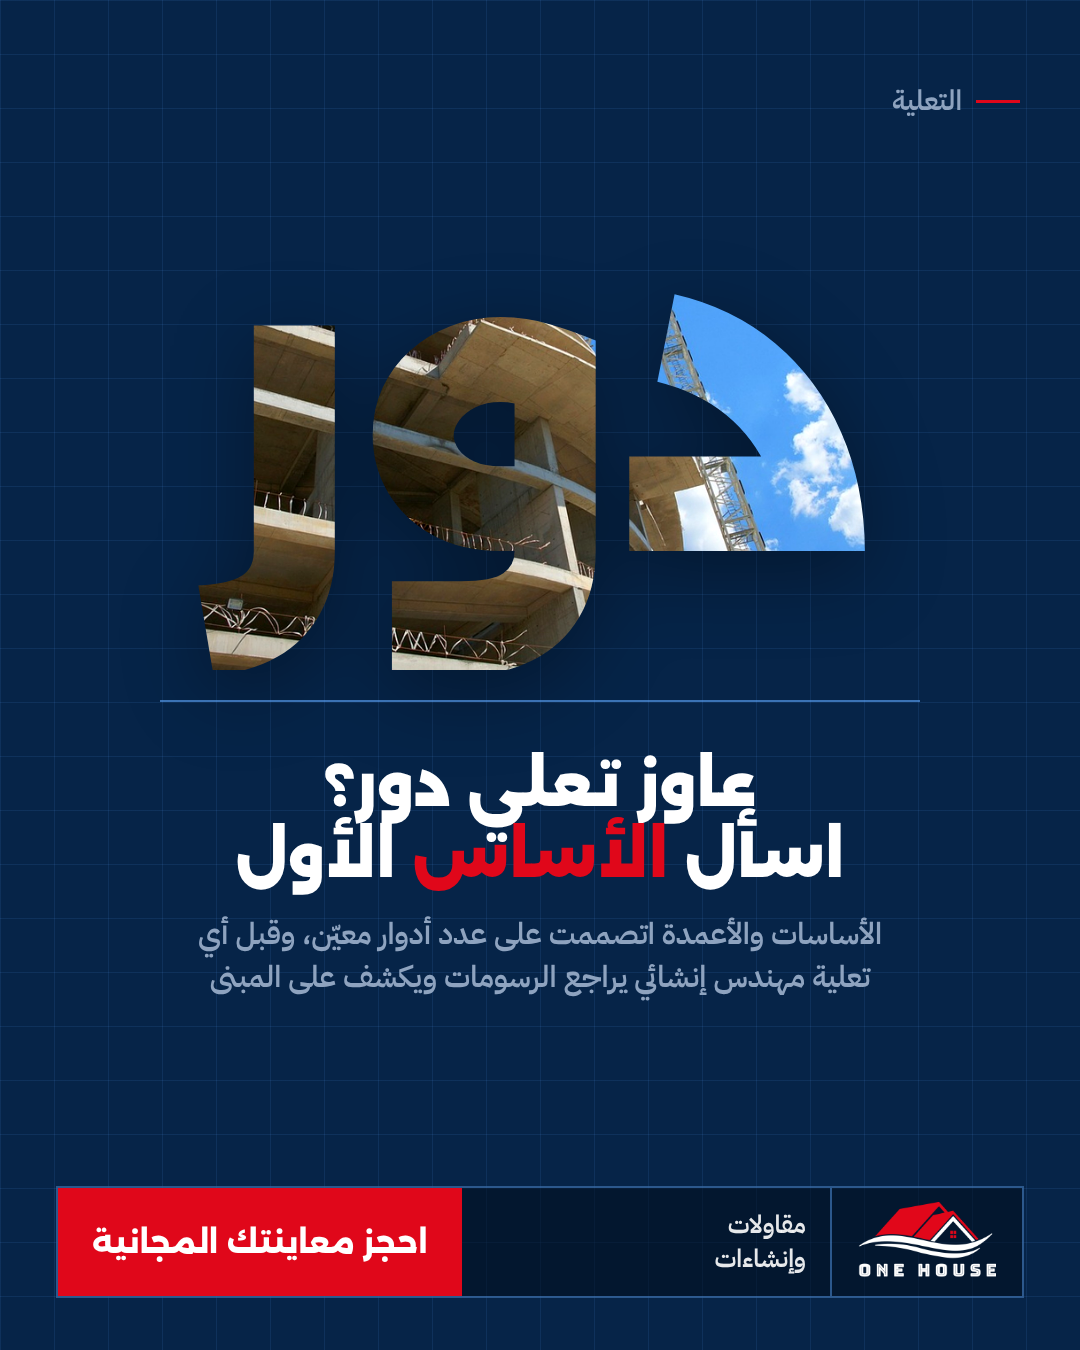 التعلية
دور
عاوز تعلي دور؟
اسأل الأساس الأول
الأساسات والأعمدة اتصممت على عدد أدوار معيّن، وقبل أي
تعلية مهندس إنشائي يراجع الرسومات ويكشف على المبنى
ONE HOUSE
مقاولات
وإنشاءات
احجز معاينتك المجانية